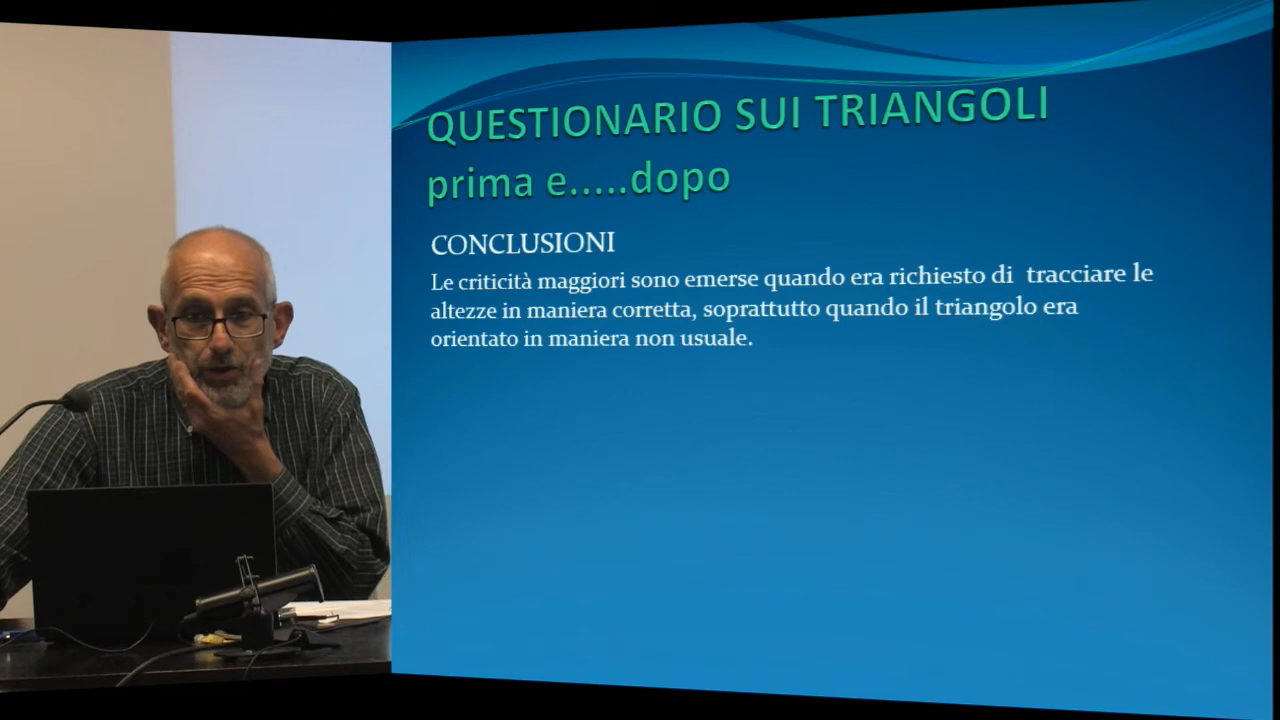 QUESTIONARIO SUI TRIANGOLI
prima e.....dopo
CONCLUSIONI
Le criticità maggiori sono emerse quando era richiesto di tracciare le
altezze in maniera corretta, soprattutto quando il triangolo era
orientato in maniera non usuale.